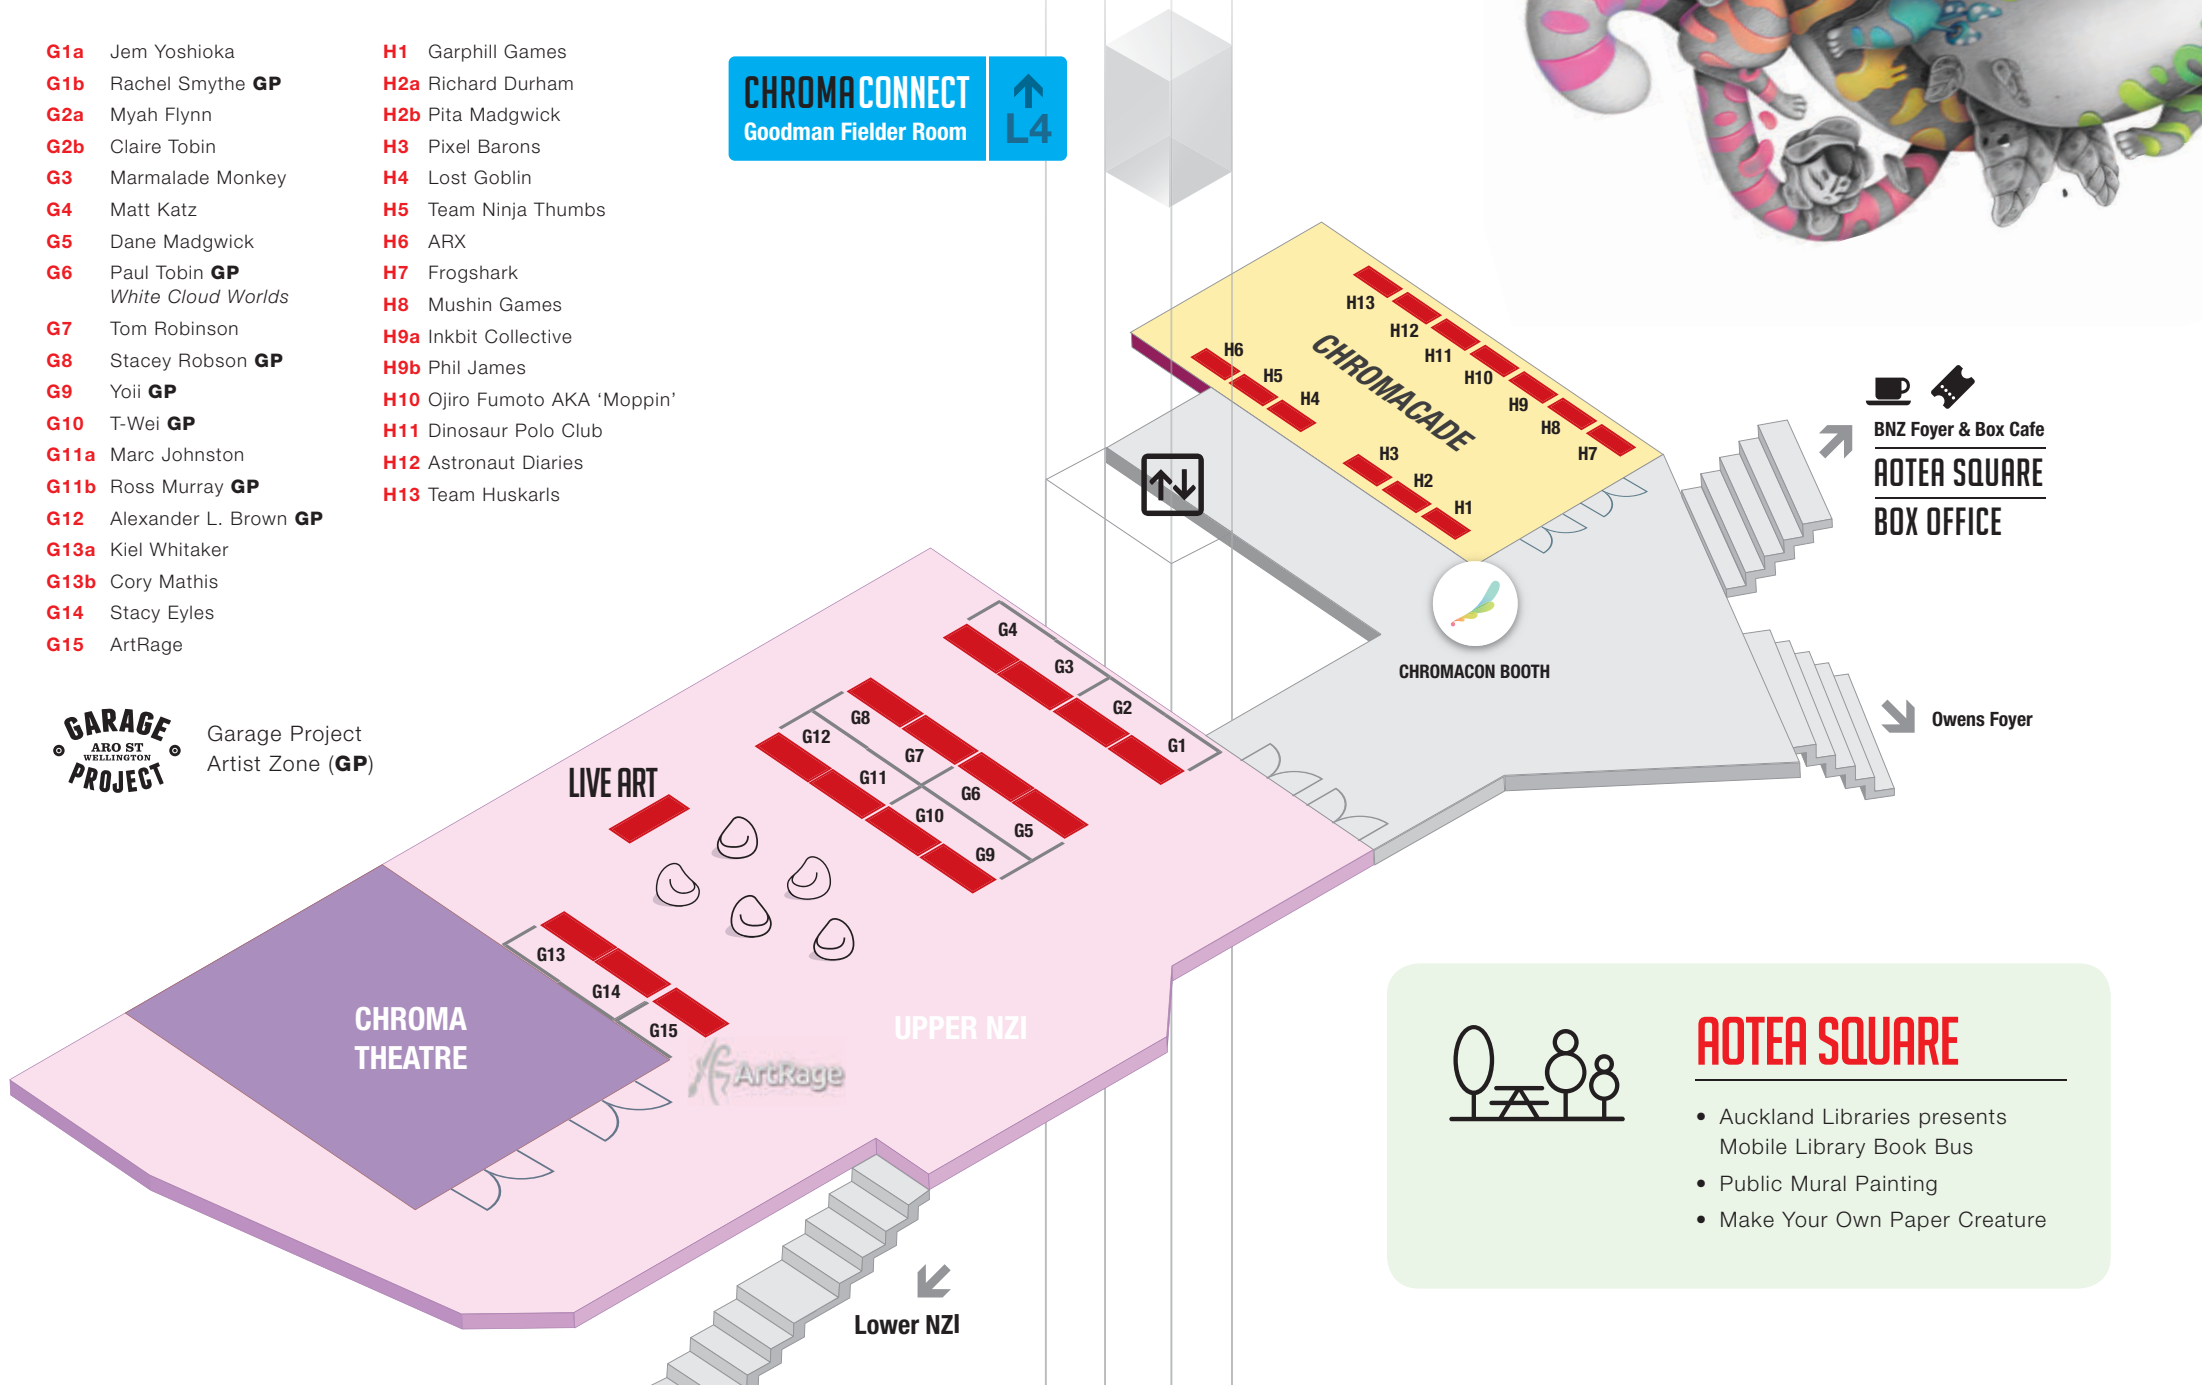 G1a Jem Yoshioka
G1b Rachel Smythe GP
G2a Myah Flynn
G2b Claire Tobin
G3 Marmalade Monkey
G4 Matt Katz
G5 Dane Madgwick
G6 Paul Tobin GP
White Cloud Worlds
G7 Tom Robinson
G8 Stacey Robson GP
G9 Yoii GP
G10 T-Wei GP
G11a Marc Johnston
G11b Ross Murray GP
G12 Alexander L. Brown GP
G13a Kiel Whitaker
G13b Cory Mathis
G14 Stacy Eyles
G15 ArtRage
H1 Garphill Games
H2a Richard Durham
H2b Pita Madgwick
H3 Pixel Barons
H4 Lost Goblin
H5 Team Ninja Thumbs
H6 ARX
H7 Frogshark
H8 Mushin Games
H9a Inkbit Collective
H9b Phil James
H10 Ojiro Fumoto AKA ‘Moppin’
H11 Dinosaur Polo Club
H12 Astronaut Diaries
H13 Team Huskarls
GARAGE
ARO ST
WELLINGTON
PROJECT
Garage Project
Artist Zone (GP)
CHROMACONNECT
Goodman Fielder Room
L4
H13
H12
H11
H10
H9
H8
H7
H6
H5
H4
CHROMACADE
H3
H2
H1
CHROMACON BOOTH
BNZ Foyer & Box Cafe
AOTEA SQUARE
BOX OFFICE
Owens Foyer
G4
G3
G2
G1
G8
G7
G6
G5
G12
G11
G10
G9
LIVE ART
G13
G14
G15
CHROMA
THEATRE
UPPER NZI
ArtRage
Lower NZI
AOTEA SQUARE
• Auckland Libraries presents
Mobile Library Book Bus
• Public Mural Painting
• Make Your Own Paper Creature